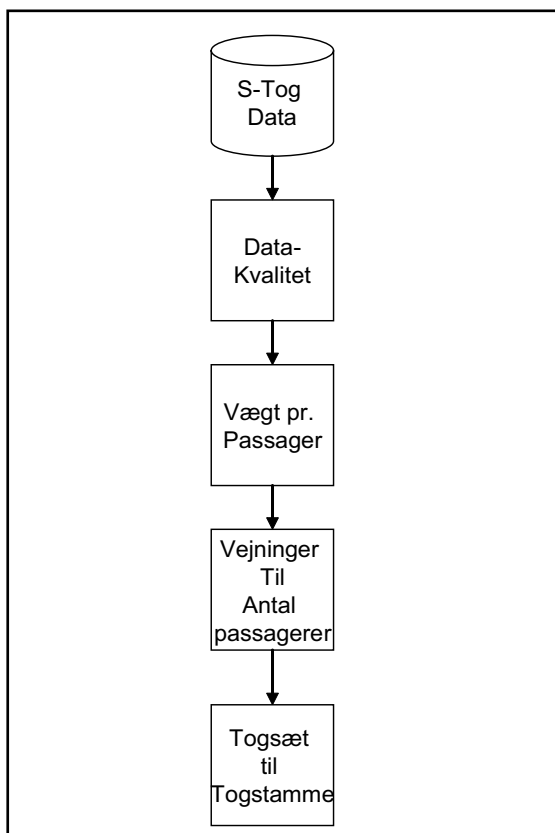 S-Tog
Data
Data-
Kvalitet
Vægt pr.
Passager
Vejninger
Til
Antal
passagerer
Togsæt
til
Togstamme